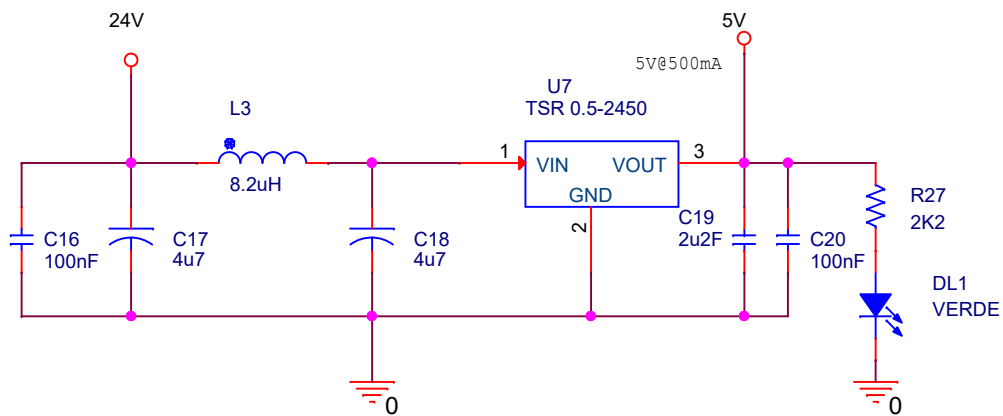 24V
5V
5V@500mA
U7
TSR 0.5-2450
L3
8.2uH
1
VIN
VOUT
3
GND
2
C16
100nF
C17
4u7
C18
4u7
C19
2u2F
C20
100nF
R27
2K2
DL1
VERDE
0
0